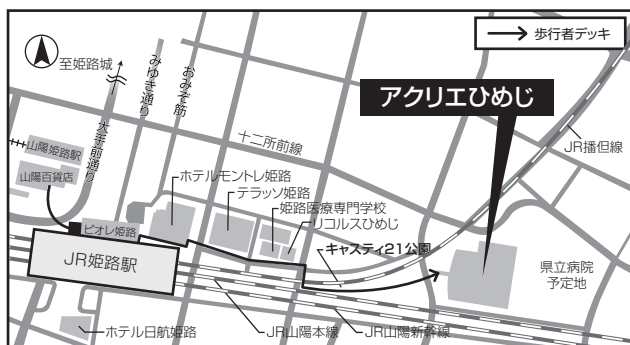 歩行者デッキ
至姫路城
みゆき通り
おみぞ筋
大手前通り
アクリエひめじ
十二所前線
JR播但線
山陽姫路駅
山陽百貨店
ホテルモントレ姫路
テラッソ姫路
姫路医療専門学校
リコルスひめじ
ピオレ姫路
キャスティ21公園
JR姫路駅
県立病院
予定地
ホテル日航姫路
JR山陽本線
JR山陽新幹線